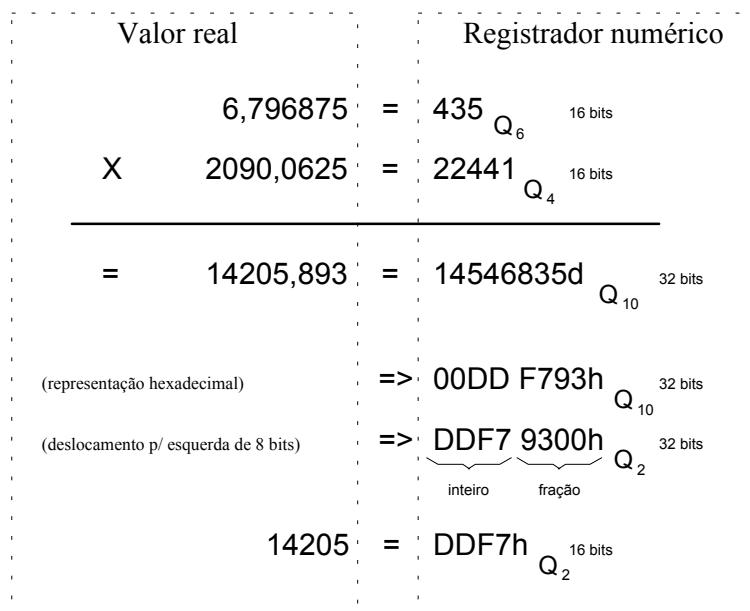 Valor real Registrador numérico
6,796875 = 435 Q6 16 bits
X 2090,0625 = 22441 Q4 16 bits
= 14205,893 = 14546835d Q10 32 bits
(representação hexadecimal) => 00DD F793h Q10 32 bits
(deslocamento p/ esquerda de 8 bits) => DDF7 9300h Q2 32 bits
inteiro fração
14205 = DDF7h Q2 16 bits